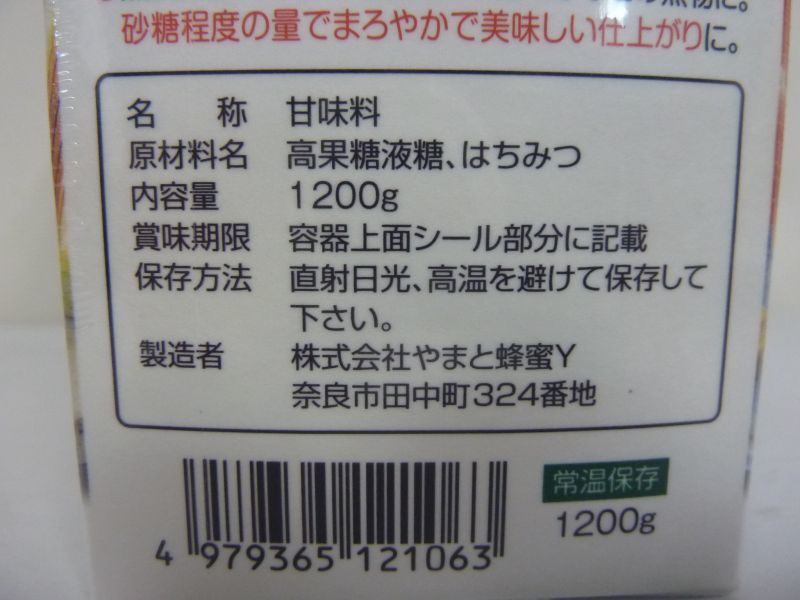 の煮物に。
砂糖程度の量でまろやかで美味しい仕上がりに。
名　　称　甘味料
原材料名　高果糖液糖、はちみつ
内容量　1200g
賞味期限　容器上面シール部分に記載
保存方法　直射日光、高温を避けて保存して
下さい。
製造者　株式会社やまと蜂蜜Y
奈良市田中町324番地
常温保存
1200g
4 979365 121063